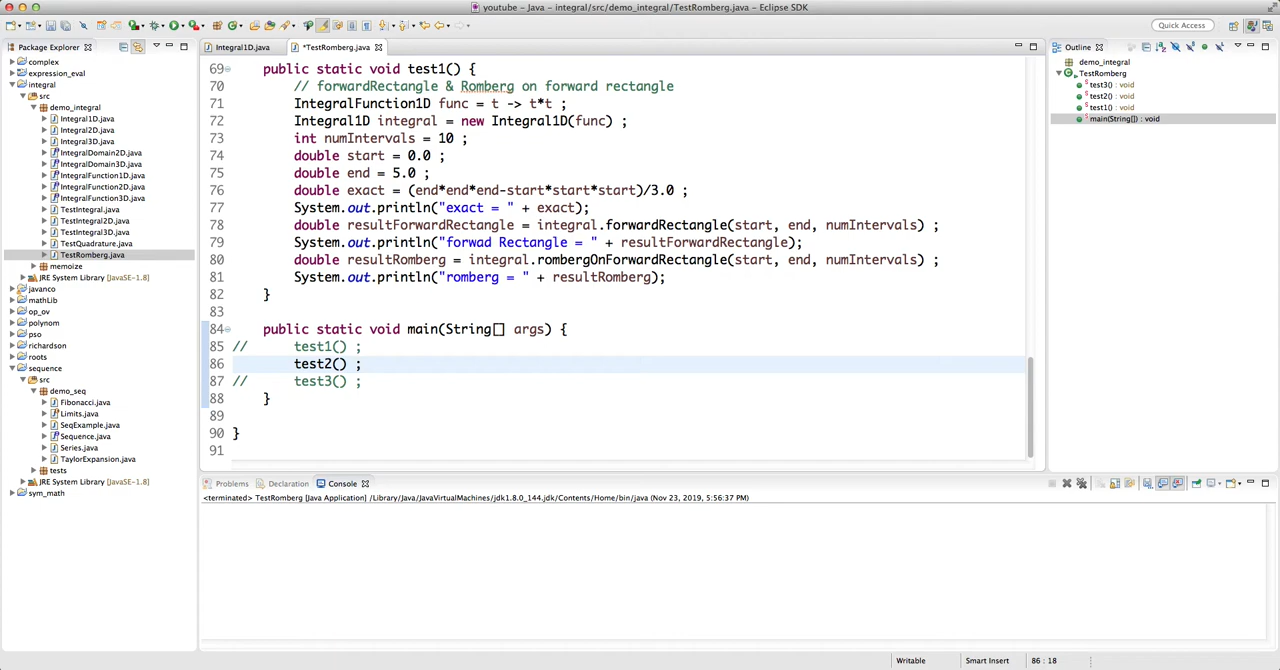 youtube - Java - integral/src/demo_integral/TestRomberg.java - Eclipse SDK
Quick Access
Package Explorer
complex
expression_eval
integral
src
demo_integral
Integral1D.java
Integral2D.java
Integral3D.java
IntegralDomain2D.java
IntegralDomain3D.java
IntegralFunction1D.java
IntegralFunction2D.java
IntegralFunction3D.java
TestIntegral.java
TestIntegral2D.java
TestIntegral3D.java
TestQuadrature.java
TestRomberg.java
memoize
JRE System Library [JavaSE-1.8]
javanco
mathLib
op_ov
polynom
pso
richardson
roots
sequence
src
demo_seq
Fibonacci.java
Limits.java
SeqExample.java
Sequence.java
Series.java
TaylorExpansion.java
tests
JRE System Library [JavaSE-1.8]
sym_math
Integral1D.java
*TestRomberg.java
69 public static void test1() {
70 // forwardRectangle & Romberg on forward rectangle
71 IntegralFunction1D func = t -> t*t ;
72 Integral1D integral = new Integral1D(func) ;
73 int numIntervals = 10 ;
74 double start = 0.0 ;
75 double end = 5.0 ;
76 double exact = (end*end*end-start*start*start)/3.0 ;
77 System.out.println("exact = " + exact);
78 double resultForwardRectangle = integral.forwardRectangle(start, end, numIntervals) ;
79 System.out.println("forwad Rectangle = " + resultForwardRectangle);
80 double resultRomberg = integral.rombergOnForwardRectangle(start, end, numIntervals) ;
81 System.out.println("romberg = " + resultRomberg);
82 }
83
84 public static void main(String[] args) {
85 // test1() ;
86 test2() ;
87 // test3() ;
88 }
89
90 }
91
Outline
demo_integral
TestRomberg
test3() : void
test2() : void
test1() : void
main(String[]) : void
Problems
Declaration
Console
<terminated> TestRomberg [Java Application] /Library/Java/JavaVirtualMachines/jdk1.8.0_144.jdk/Contents/Home/bin/java (Nov 23, 2019, 5:56:37 PM)
Writable
Smart Insert
86 : 18